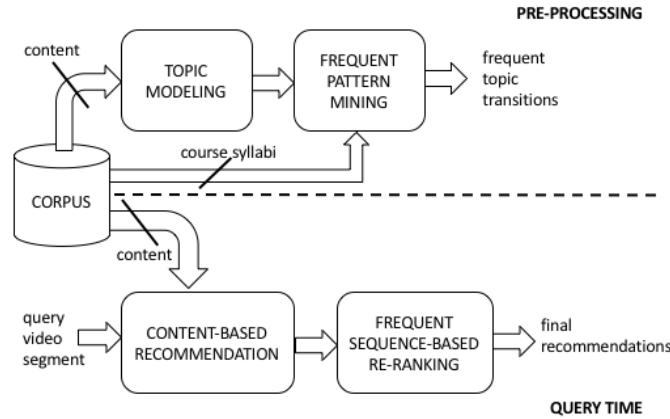 PRE-PROCESSING
content
TOPIC
MODELING
FREQUENT
PATTERN
MINING
frequent
topic
transitions
course syllabi
CORPUS
content
query
video
segment
CONTENT-BASED
RECOMMENDATION
FREQUENT
SEQUENCE-BASED
RE-RANKING
final
recommendations
QUERY TIME